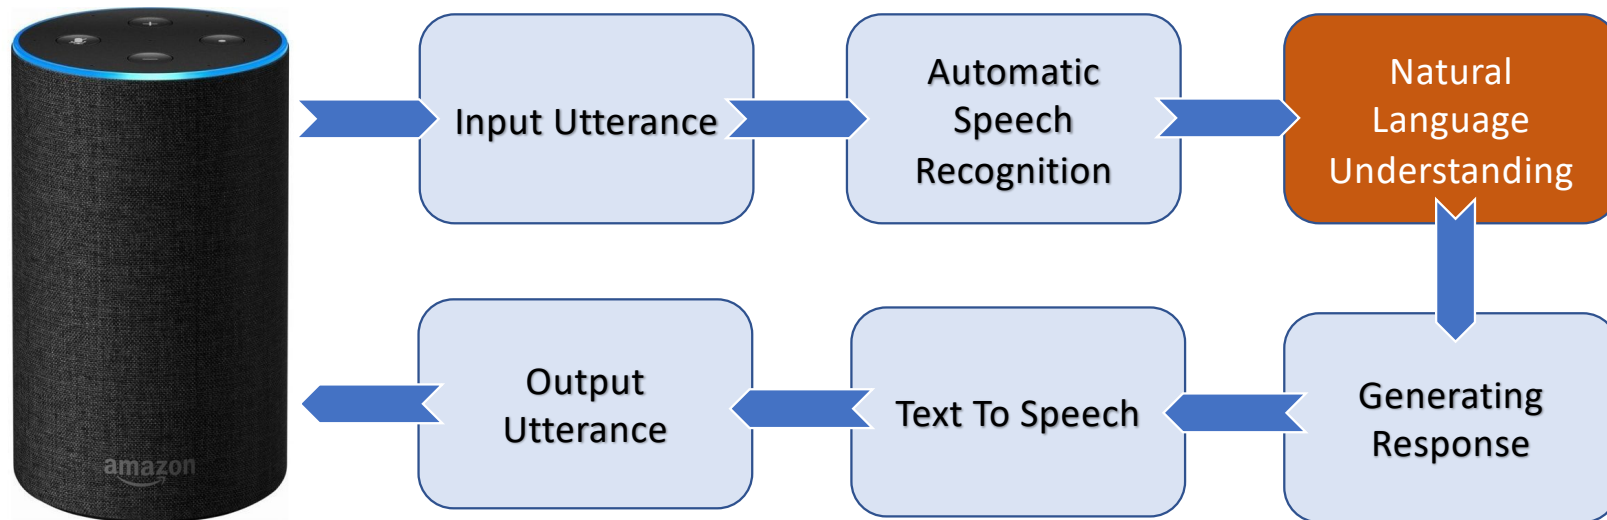 Input Utterance
Automatic
Speech
Recognition
Natural
Language
Understanding
Output
Utterance
Text To Speech
Generating
Response
amazon